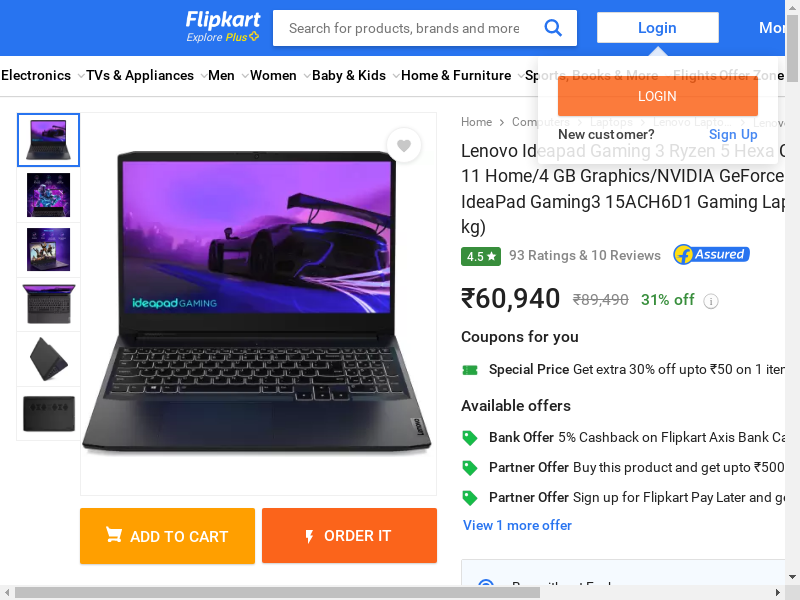 Flipkart
Explore Plus
Search for products, brands and more
Login
Electronics
TVs & Appliances
Men
Women
Baby & Kids
Home & Furniture
Sports, Books & More
Flights
Offer Zone
LOGIN
New customer?
Sign Up
Home
Computers
Laptops
Lenovo Lapto...
Lenovo Ideapad Gaming 3 Ryzen 5 Hexa
11 Home/4 GB Graphics/NVIDIA GeForce
IdeaPad Gaming3 15ACH6D1 Gaming
kg)
4.5
93 Ratings & 10 Reviews
Assured
₹60,940
₹89,490
31% off
Coupons for you
Special Price Get extra 30% off upto ₹50 on 1
Available offers
Bank Offer 5% Cashback on Flipkart Axis Bank
Partner Offer Buy this product and get upto ₹500
Partner Offer Sign up for Flipkart Pay Later and
View 1 more offer
ideapad GAMING
Lenovo
ADD TO CART
ORDER IT